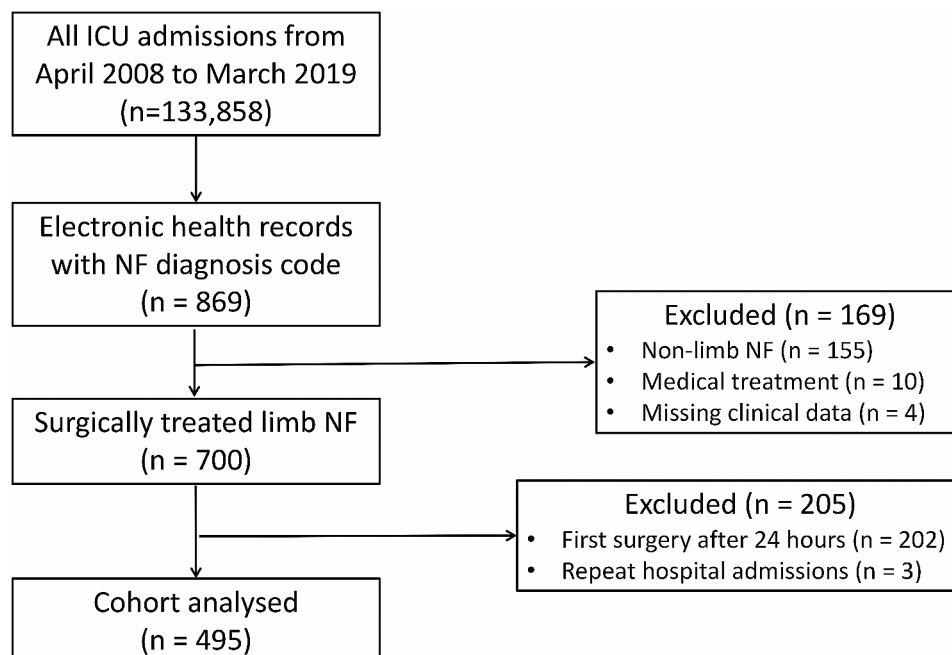 All ICU admissions from
April 2008 to March 2019
(n=133,858)
Electronic health records
with NF diagnosis code
(n = 869)
Excluded (n = 169)
• Non-limb NF (n = 155)
• Medical treatment (n = 10)
• Missing clinical data (n = 4)
Surgically treated limb NF
(n = 700)
Excluded (n = 205)
• First surgery after 24 hours (n = 202)
• Repeat hospital admissions (n = 3)
Cohort analysed
(n = 495)